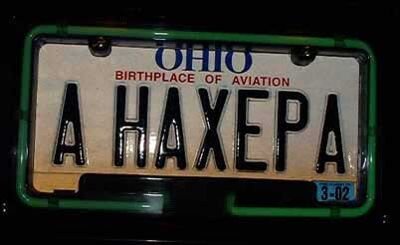 OHIO
BIRTHPLACE OF AVIATION
A HAXEPA
3-02